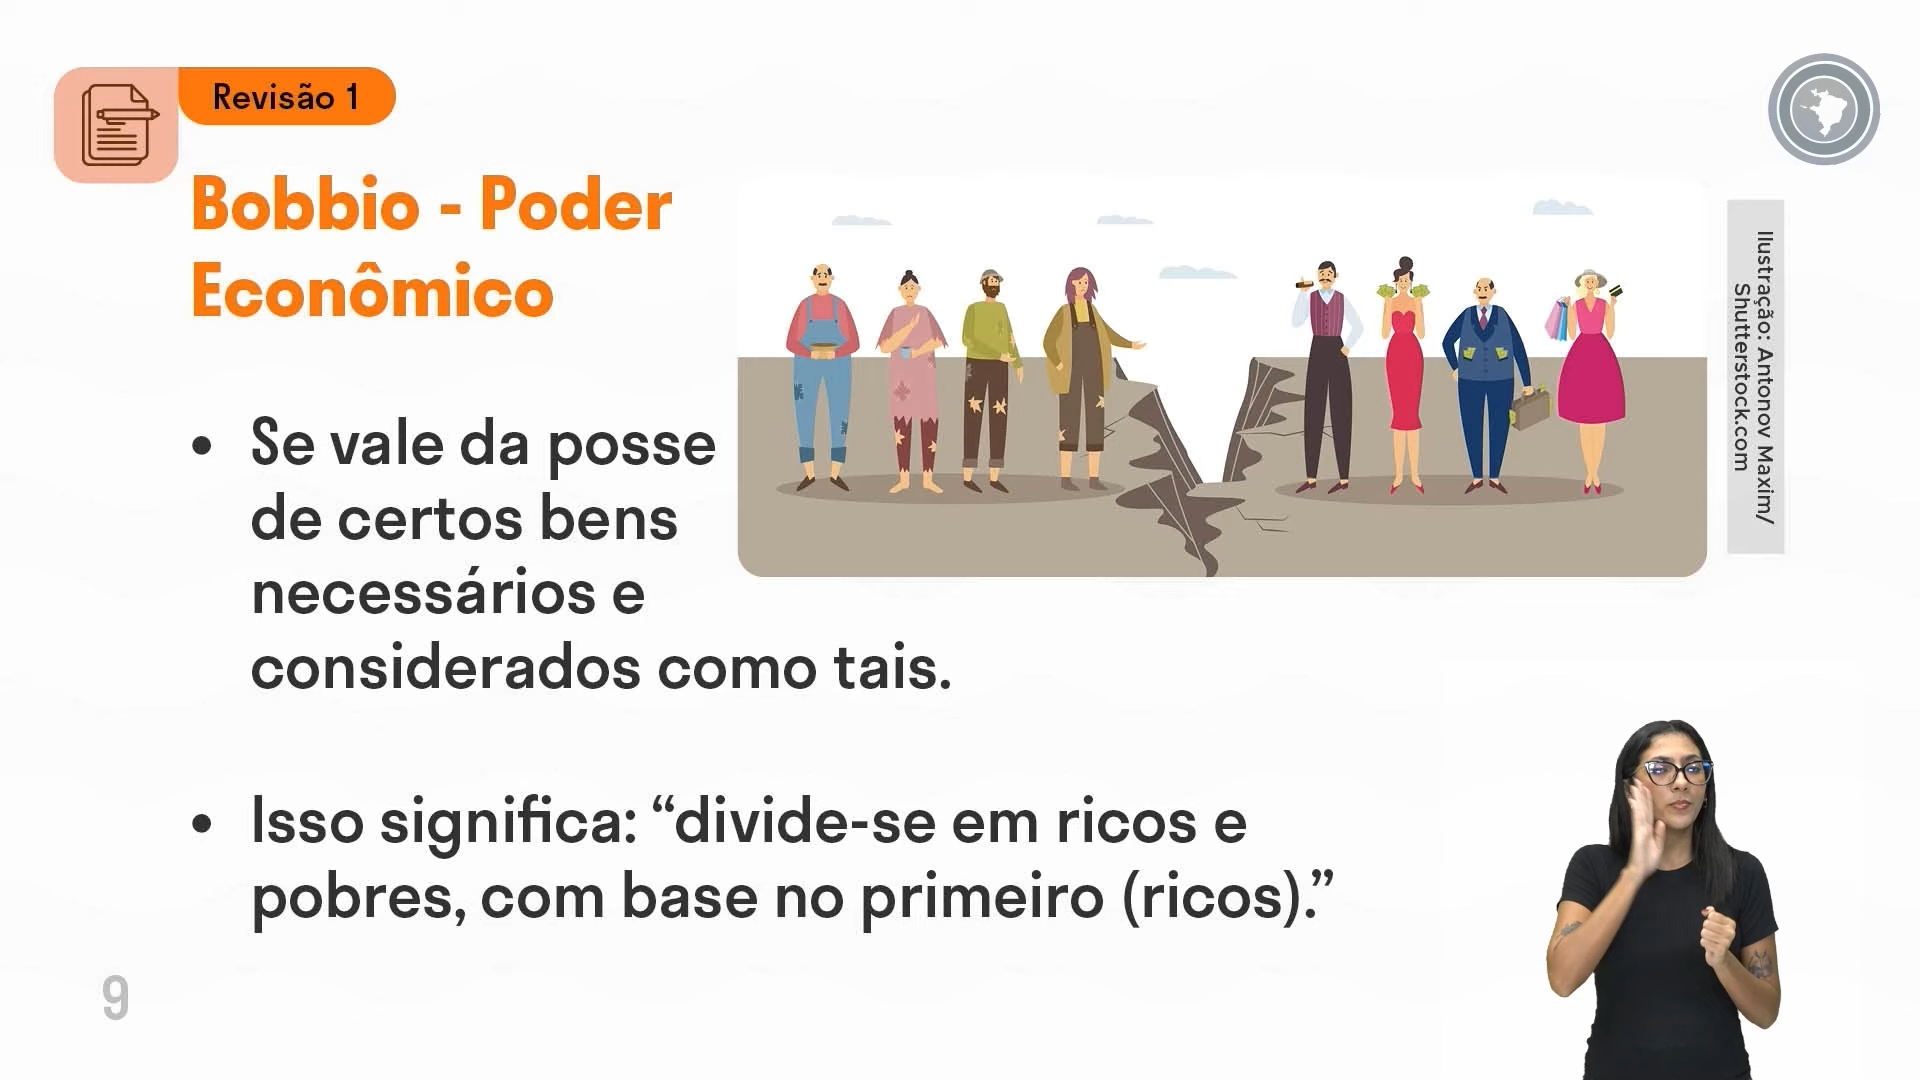 Revisão 1
Bobbio - Poder
Econômico
Ilustração: Antonov Maxim/
Shutterstock.com
• Se vale da posse
de certos bens
necessários e
considerados como tais.
• Isso significa: “divide-se em ricos e
pobres, com base no primeiro (ricos).”
9